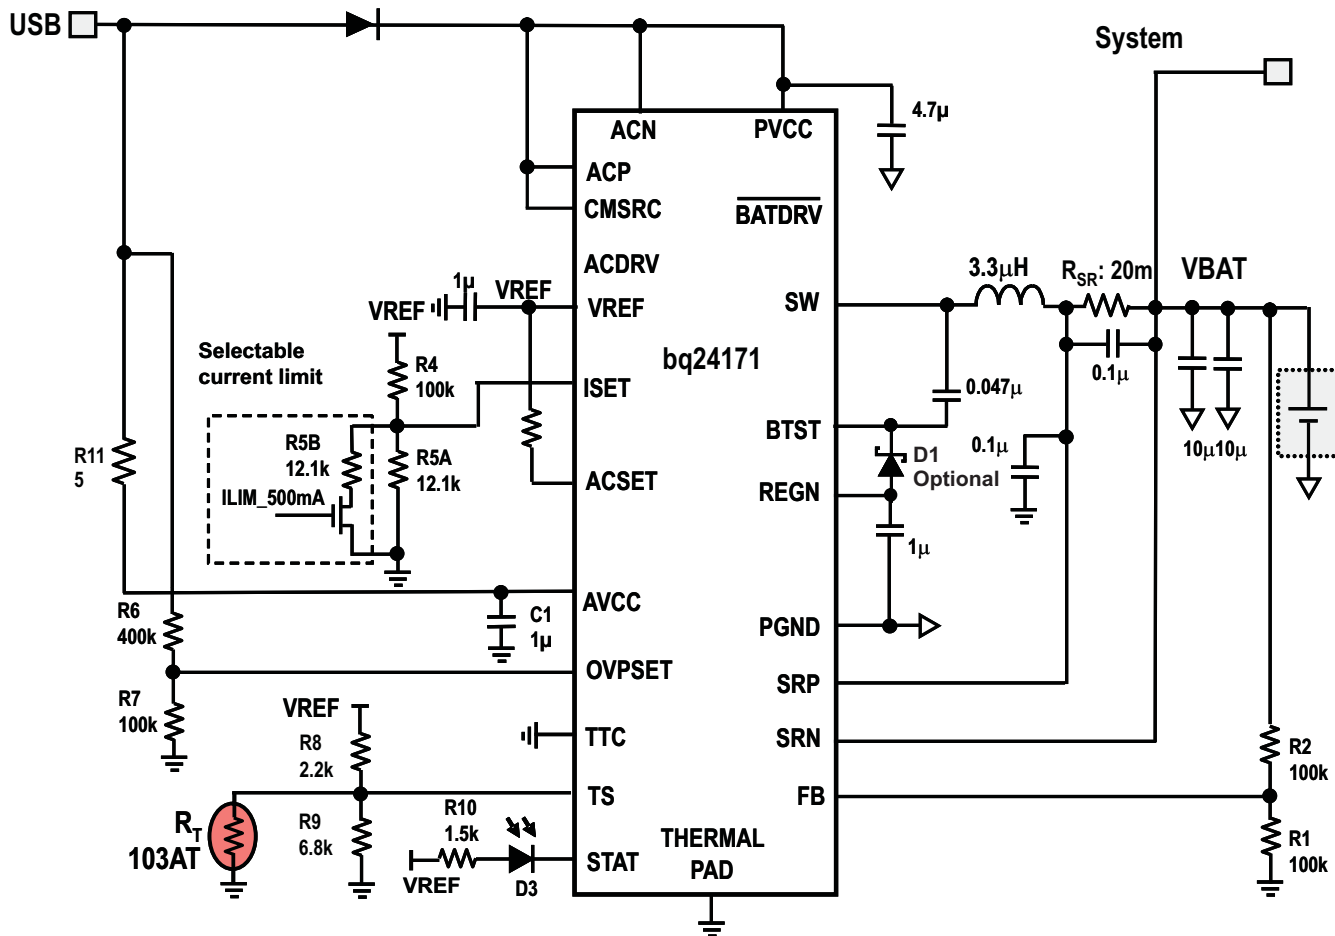 USB
System
4.7µ
ACN
PVCC
ACP
CMSRC
BATDRV
ACDRV
1µ
VREF
VREF
VREF
3.3µH
RSR: 20m
VBAT
SW
Selectable
current limit
R4
100k
bq24171
ISET
0.1µ
0.047µ
BTST
R5B
12.1k
R5A
12.1k
R11
5
ILIM_500mA
ACSET
REGN
D1
Optional
0.1µ
10µ
10µ
1µ
AVCC
C1
1µ
R6
400k
PGND
OVPSET
SRP
R7
100k
VREF
R8
2.2k
TTC
SRN
R2
100k
TS
FB
RT
103AT
R9
6.8k
R10
1.5k
VREF
D3
STAT
THERMAL
PAD
R1
100k